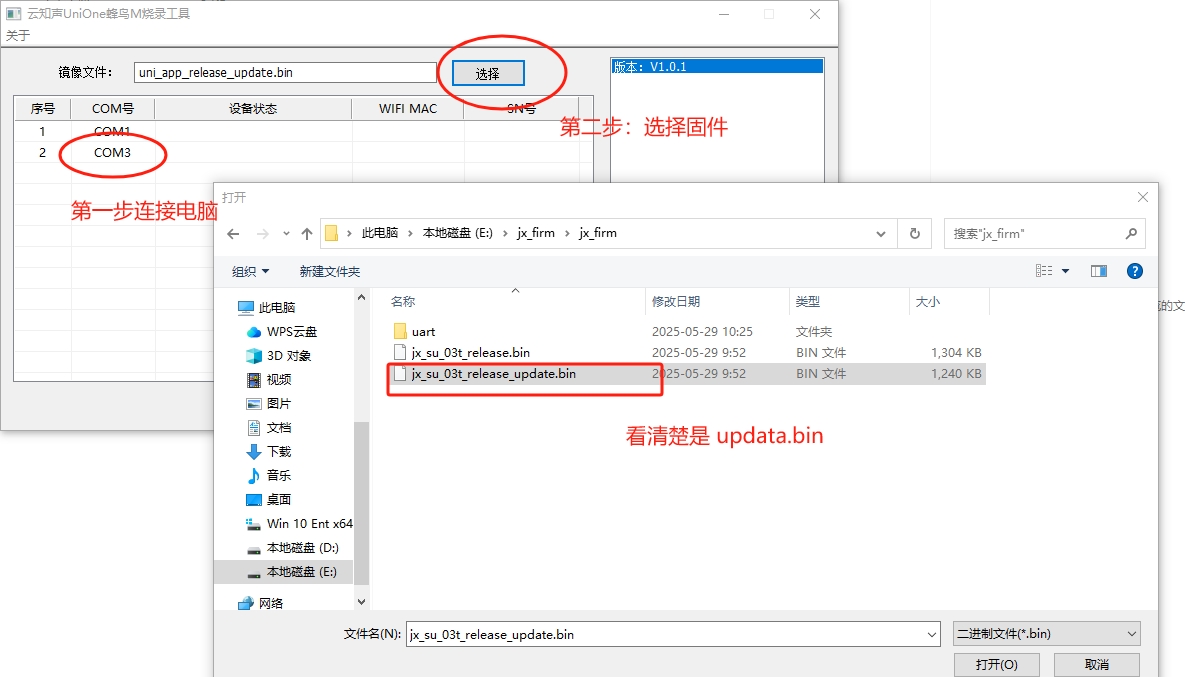 云知声UniOne蜂鸟M烧录工具
关于
镜像文件： uni_app_release_update.bin 选择
版本：V1.0.1
序号 COM号 设备状态 WIFI MAC SN号
1 COM1
2 COM3
第二步：选择固件
第一步连接电脑
打开
此电脑 › 本地磁盘 (E:) › jx_firm › jx_firm
搜索"jx_firm"
组织 新建文件夹
名称 修改日期 类型 大小
uart 2025-05-29 10:25 文件夹
jx_su_03t_release.bin 2025-05-29 9:52 BIN 文件 1,304 KB
jx_su_03t_release_update.bin 2025-05-29 9:52 BIN 文件 1,240 KB
看清楚是 updata.bin
此电脑
WPS云盘
3D 对象
视频
图片
文档
下载
音乐
桌面
Win 10 Ent x64
本地磁盘 (D:)
本地磁盘 (E:)
网络
的文
文件名(N): jx_su_03t_release_update.bin
二进制文件(*.bin)
打开(O) 取消